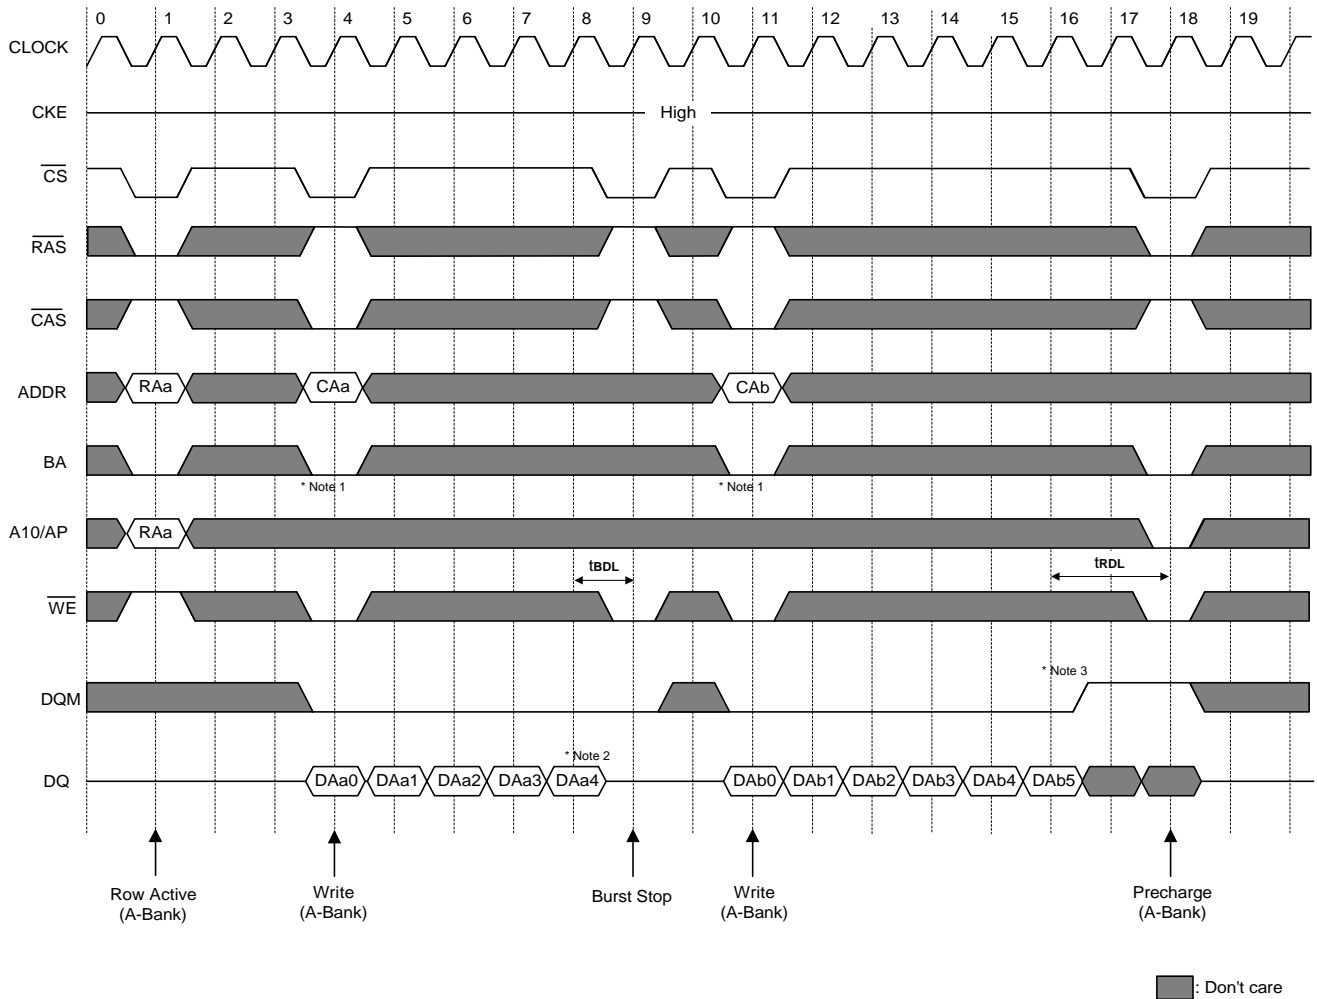 0 1 2 3 4 5 6 7 8 9 10 11 12 13 14 15 16 17 18 19
CLOCK
CKE High
CS
RAS
CAS
ADDR RAa CAa CAb
BA
* Note 1 * Note 1
A10/AP RAa
tBDL tRDL
WE
* Note 3
DQM
* Note 2
DQ DAa0 DAa1 DAa2 DAa3 DAa4 DAb0 DAb1 DAb2 DAb3 DAb4 DAb5
Row Active Write Burst Stop Write Precharge
(A-Bank) (A-Bank) (A-Bank) (A-Bank)
: Don't care